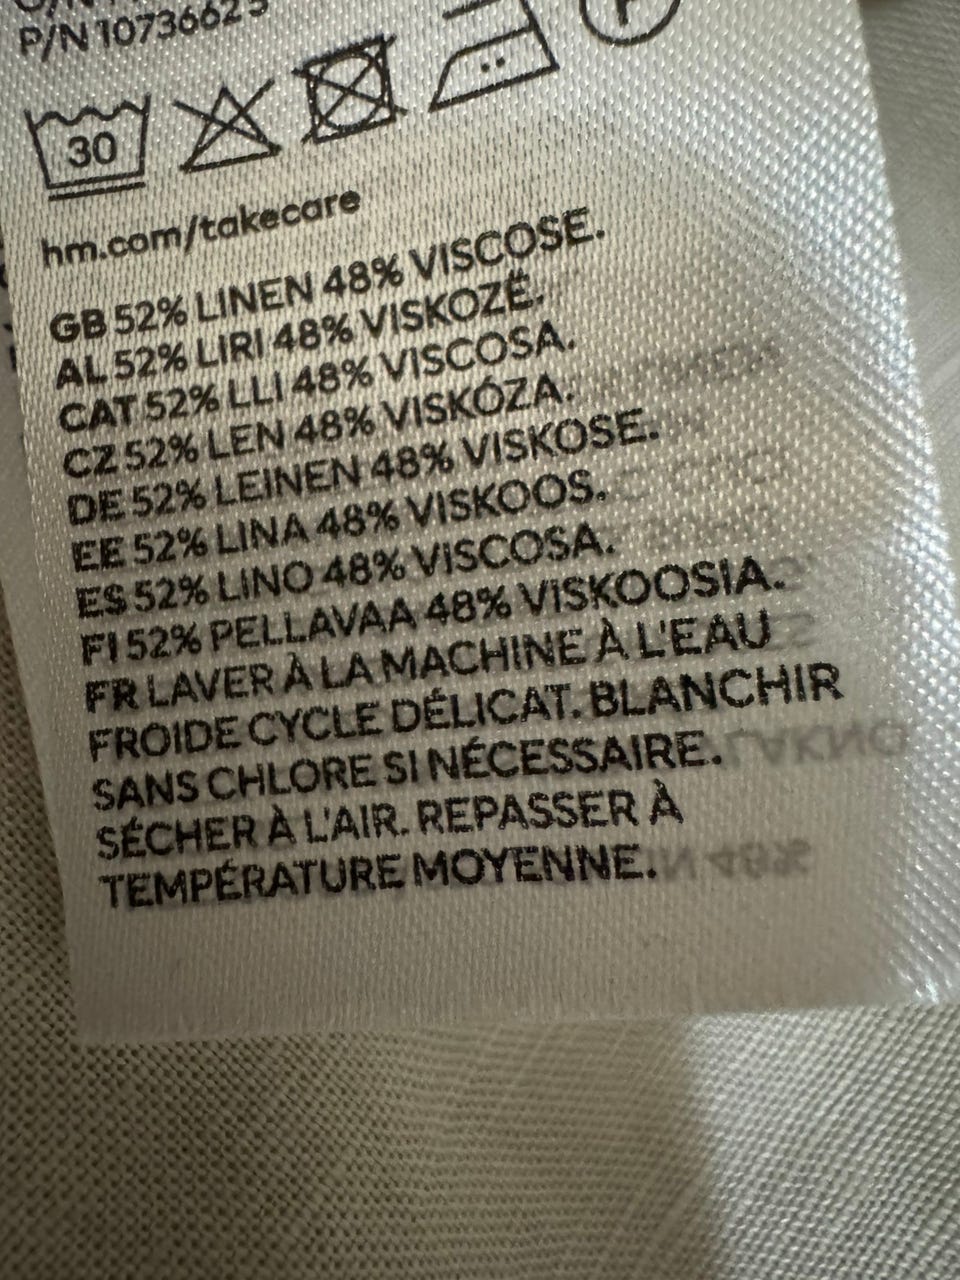 P/N 10736623
30
hm.com/takecare
GB 52% LINEN 48% VISCOSE.
AL 52% LIRI 48% VISKOZË.
CAT 52% LLI 48% VISCOSA.
CZ 52% LEN 48% VISKÓZA.
DE 52% LEINEN 48% VISKOSE.
EE 52% LINA 48% VISKOOS.
ES 52% LINO 48% VISCOSA.
FI 52% PELLAVAA 48% VISKOOSIA.
FR LAVER À LA MACHINE À L'EAU
FROIDE CYCLE DÉLICAT. BLANCHIR
SANS CHLORE SI NÉCESSAIRE.
SÉCHER À L'AIR. REPASSER À
TEMPÉRATURE MOYENNE.